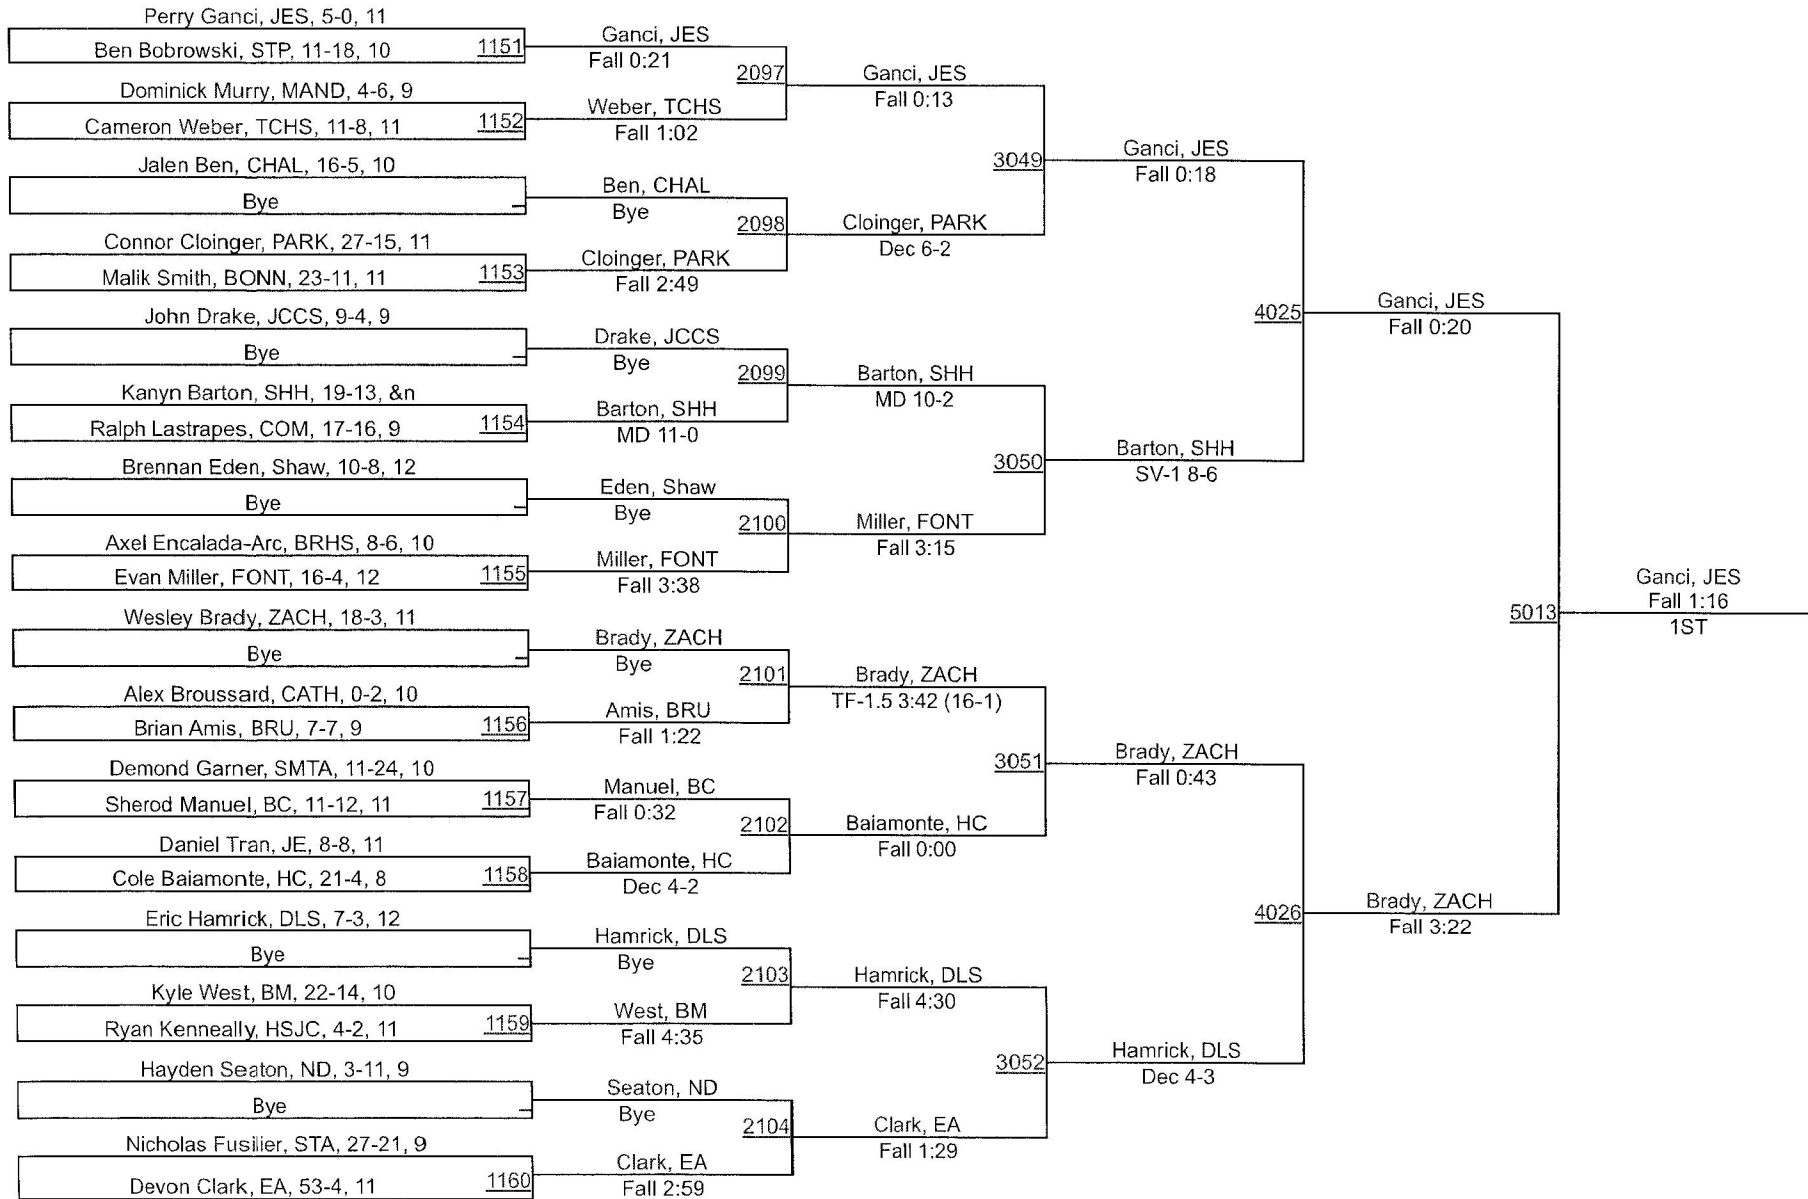 Perry Ganci, JES, 5-0, 11
Ben Bobrowski, STP, 11-18, 10 1151
Dominick Murry, MAND, 4-6, 9
Cameron Weber, TCHS, 11-8, 11 1152
Jalen Ben, CHAL, 16-5, 10
Bye
Connor Cloinger, PARK, 27-15, 11
Malik Smith, BONN, 23-11, 11 1153
John Drake, JCCS, 9-4, 9
Bye
Kanyn Barton, SHH, 19-13, &n
Ralph Lastrapes, COM, 17-16, 9 1154
Brennan Eden, Shaw, 10-8, 12
Bye
Axel Encalada-Arc, BRHS, 8-6, 10
Evan Miller, FONT, 16-4, 12 1155
Wesley Brady, ZACH, 18-3, 11
Bye
Alex Broussard, CATH, 0-2, 10
Brian Amis, BRU, 7-7, 9 1156
Demond Garner, SMTA, 11-24, 10
Sherod Manuel, BC, 11-12, 11 1157
Daniel Tran, JE, 8-8, 11
Cole Baiamonte, HC, 21-4, 8 1158
Eric Hamrick, DLS, 7-3, 12
Bye
Kyle West, BM, 22-14, 10
Ryan Kenneally, HSJC, 4-2, 11 1159
Hayden Seaton, ND, 3-11, 9
Bye
Nicholas Fusilier, STA, 27-21, 9
Devon Clark, EA, 53-4, 11 1160
Ganci, JES
Fall 0:21
2097
Weber, TCHS
Fall 1:02
Ben, CHAL
Bye
2098
Cloinger, PARK
Fall 2:49
Drake, JCCS
Bye
2099
Barton, SHH
MD 11-0
Eden, Shaw
Bye
2100
Miller, FONT
Fall 3:38
Brady, ZACH
Bye
2101
Amis, BRU
Fall 1:22
Manuel, BC
Fall 0:32
2102
Baiamonte, HC
Dec 4-2
Hamrick, DLS
Bye
2103
West, BM
Fall 4:35
Seaton, ND
Bye
2104
Clark, EA
Fall 2:59
Ganci, JES
Fall 0:13
3049
Cloinger, PARK
Dec 6-2
Barton, SHH
MD 10-2
3050
Miller, FONT
Fall 3:15
Brady, ZACH
TF-1.5 3:42 (16-1)
3051
Baiamonte, HC
Fall 0:00
Hamrick, DLS
Fall 4:30
3052
Clark, EA
Fall 1:29
Ganci, JES
Fall 0:18
4025
Barton, SHH
SV-1 8-6
Brady, ZACH
Fall 0:43
4026
Hamrick, DLS
Dec 4-3
Ganci, JES
Fall 0:20
5013
Brady, ZACH
Fall 3:22
Ganci, JES
Fall 1:16
1ST